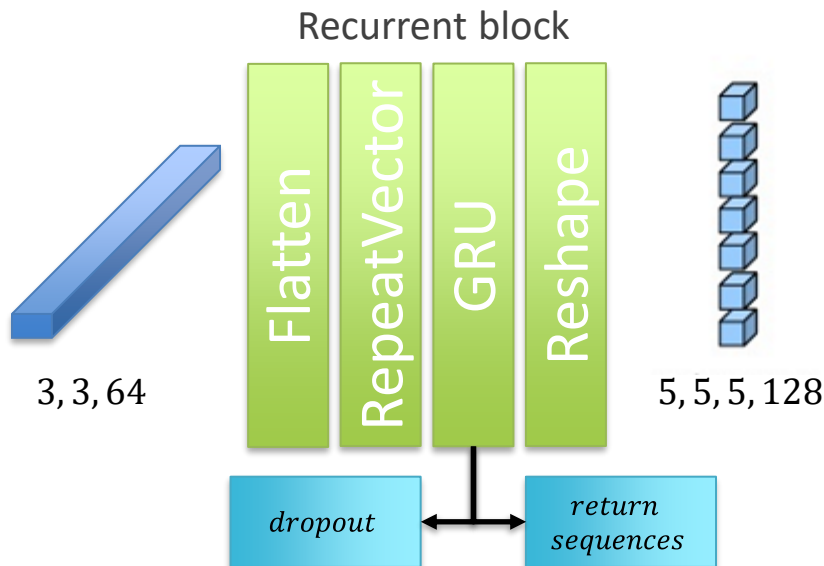 Recurrent block
Flatten
RepeatVector
GRU
Reshape
3, 3, 64
5, 5, 5, 128
dropout
return
sequences